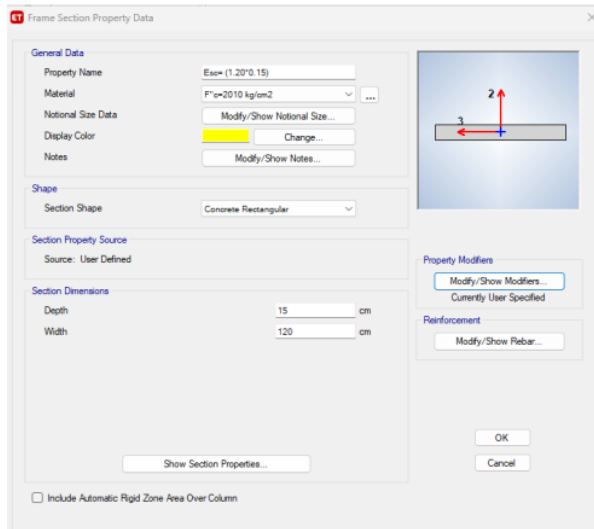 ET Frame Section Property Data
General Data
Property Name Esc= (1.20*0.15)
Material F"c=2010 kg/cm2 ...
Notional Size Data Modify/Show Notional Size...
Display Color Change...
Notes Modify/Show Notes...
Shape
Section Shape Concrete Rectangular
Section Property Source
Source: User Defined
Section Dimensions
Depth 15 cm
Width 120 cm
Show Section Properties...
Include Automatic Rigid Zone Area Over Column
2
3
Property Modifiers
Modify/Show Modifiers...
Currently User Specified
Reinforcement
Modify/Show Rebar...
OK
Cancel